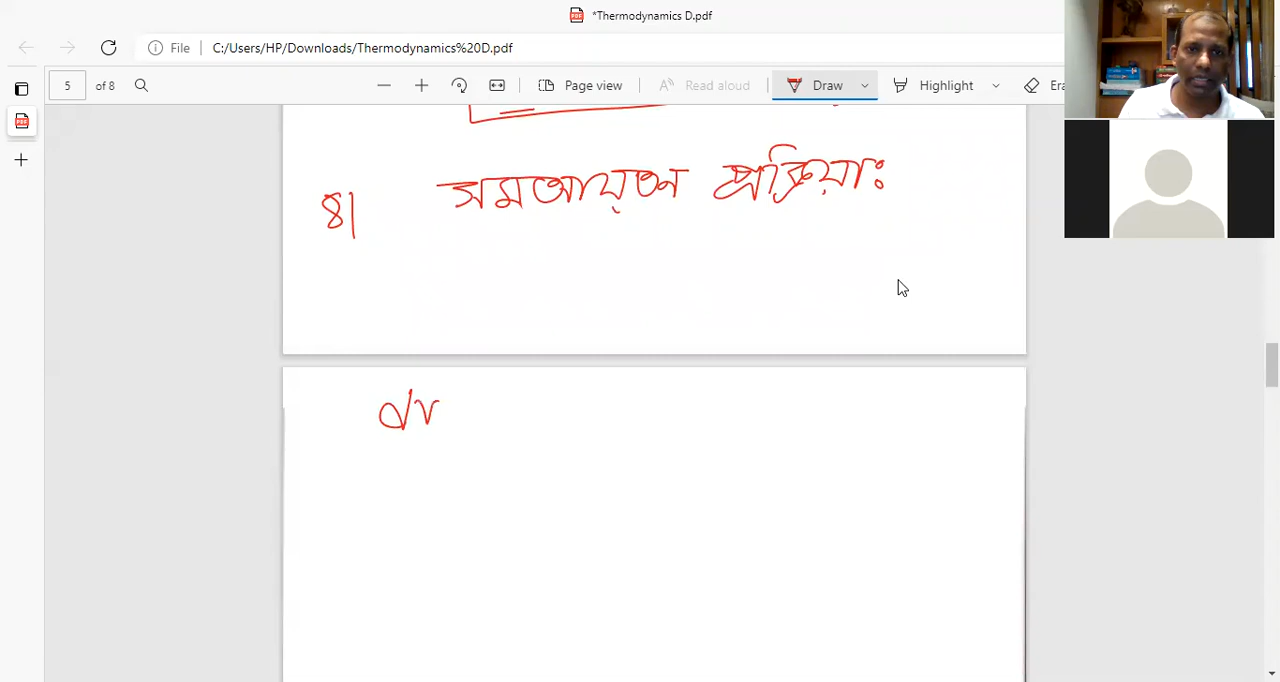 *Thermodynamics D.pdf
File C:/Users/HP/Downloads/Thermodynamics%20D.pdf
5 of 8 Page view Read aloud Draw Highlight Era
৪। সমআয়তন প্রক্রিয়াঃ
dv